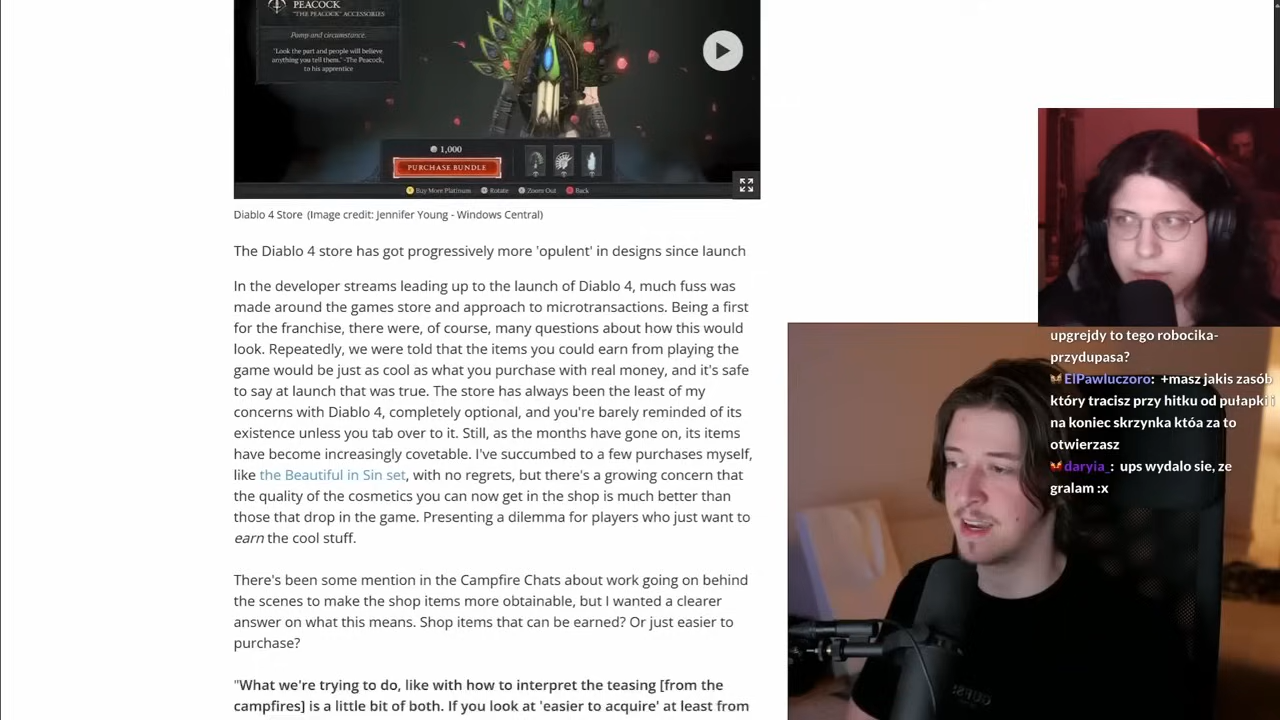 PEACOCK
"THE PEACOCK" ACCESSORIES
Pomp and circumstance.
"Look the part and people will believe
anything you tell them." -The Peacock,
to his apprentice
1,000
PURCHASE BUNDLE
Buy More Platinum
Rotate
Zoom Out
Back
Diablo 4 Store (Image credit: Jennifer Young - Windows Central)
The Diablo 4 store has got progressively more 'opulent' in designs since launch
In the developer streams leading up to the launch of Diablo 4, much fuss was
made around the games store and approach to microtransactions. Being a first
for the franchise, there were, of course, many questions about how this would
look. Repeatedly, we were told that the items you could earn from playing the
game would be just as cool as what you purchase with real money, and it's safe
to say at launch that was true. The store has always been the least of my
concerns with Diablo 4, completely optional, and you're barely reminded of its
existence unless you tab over to it. Still, as the months have gone on, its items
have become increasingly covetable. I've succumbed to a few purchases myself,
like the Beautiful in Sin set, with no regrets, but there's a growing concern that
the quality of the cosmetics you can now get in the shop is much better than
those that drop in the game. Presenting a dilemma for players who just want to
earn the cool stuff.
There's been some mention in the Campfire Chats about work going on behind
the scenes to make the shop items more obtainable, but I wanted a clearer
answer on what this means. Shop items that can be earned? Or just easier to
purchase?
"What we're trying to do, like with how to interpret the teasing [from the
campfires] is a little bit of both. If you look at 'easier to acquire' at least from
upgrejdy to tego robocika-
przydupasa?
ElPawluczoro: +masz jakis zasób
który tracisz przy hitku od pułapki i
na koniec skrzynka któa za to
otwierzasz
daryia_: ups wydalo sie, ze
gralam :x